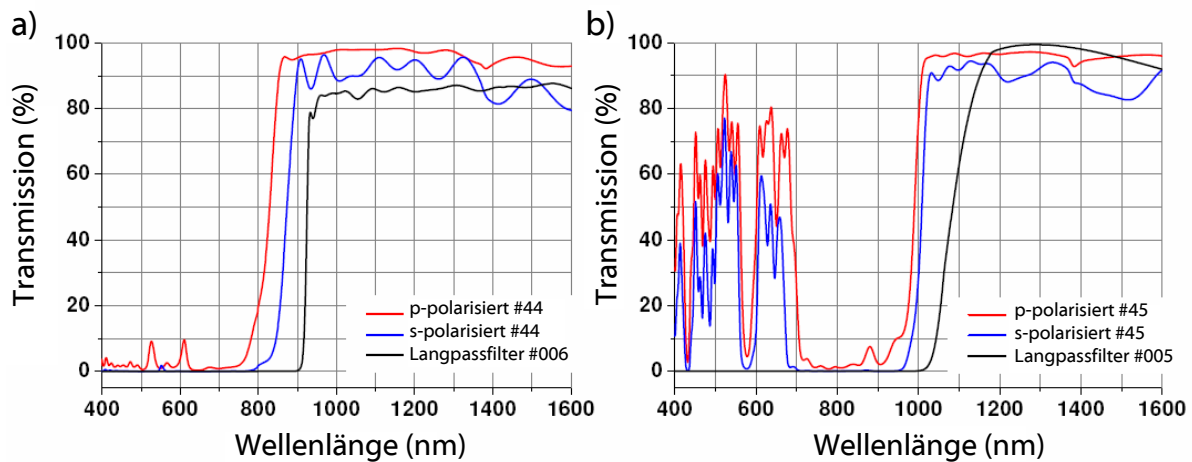 a)
Transmission (%)
100
80
60
40
20
0
p-polarisiert #44
s-polarisiert #44
Langpassfilter #006
400 600 800 1000 1200 1400 1600
Wellenlänge (nm)
b)
Transmission (%)
100
80
60
40
20
0
p-polarisiert #45
s-polarisiert #45
Langpassfilter #005
400 600 800 1000 1200 1400 1600
Wellenlänge (nm)